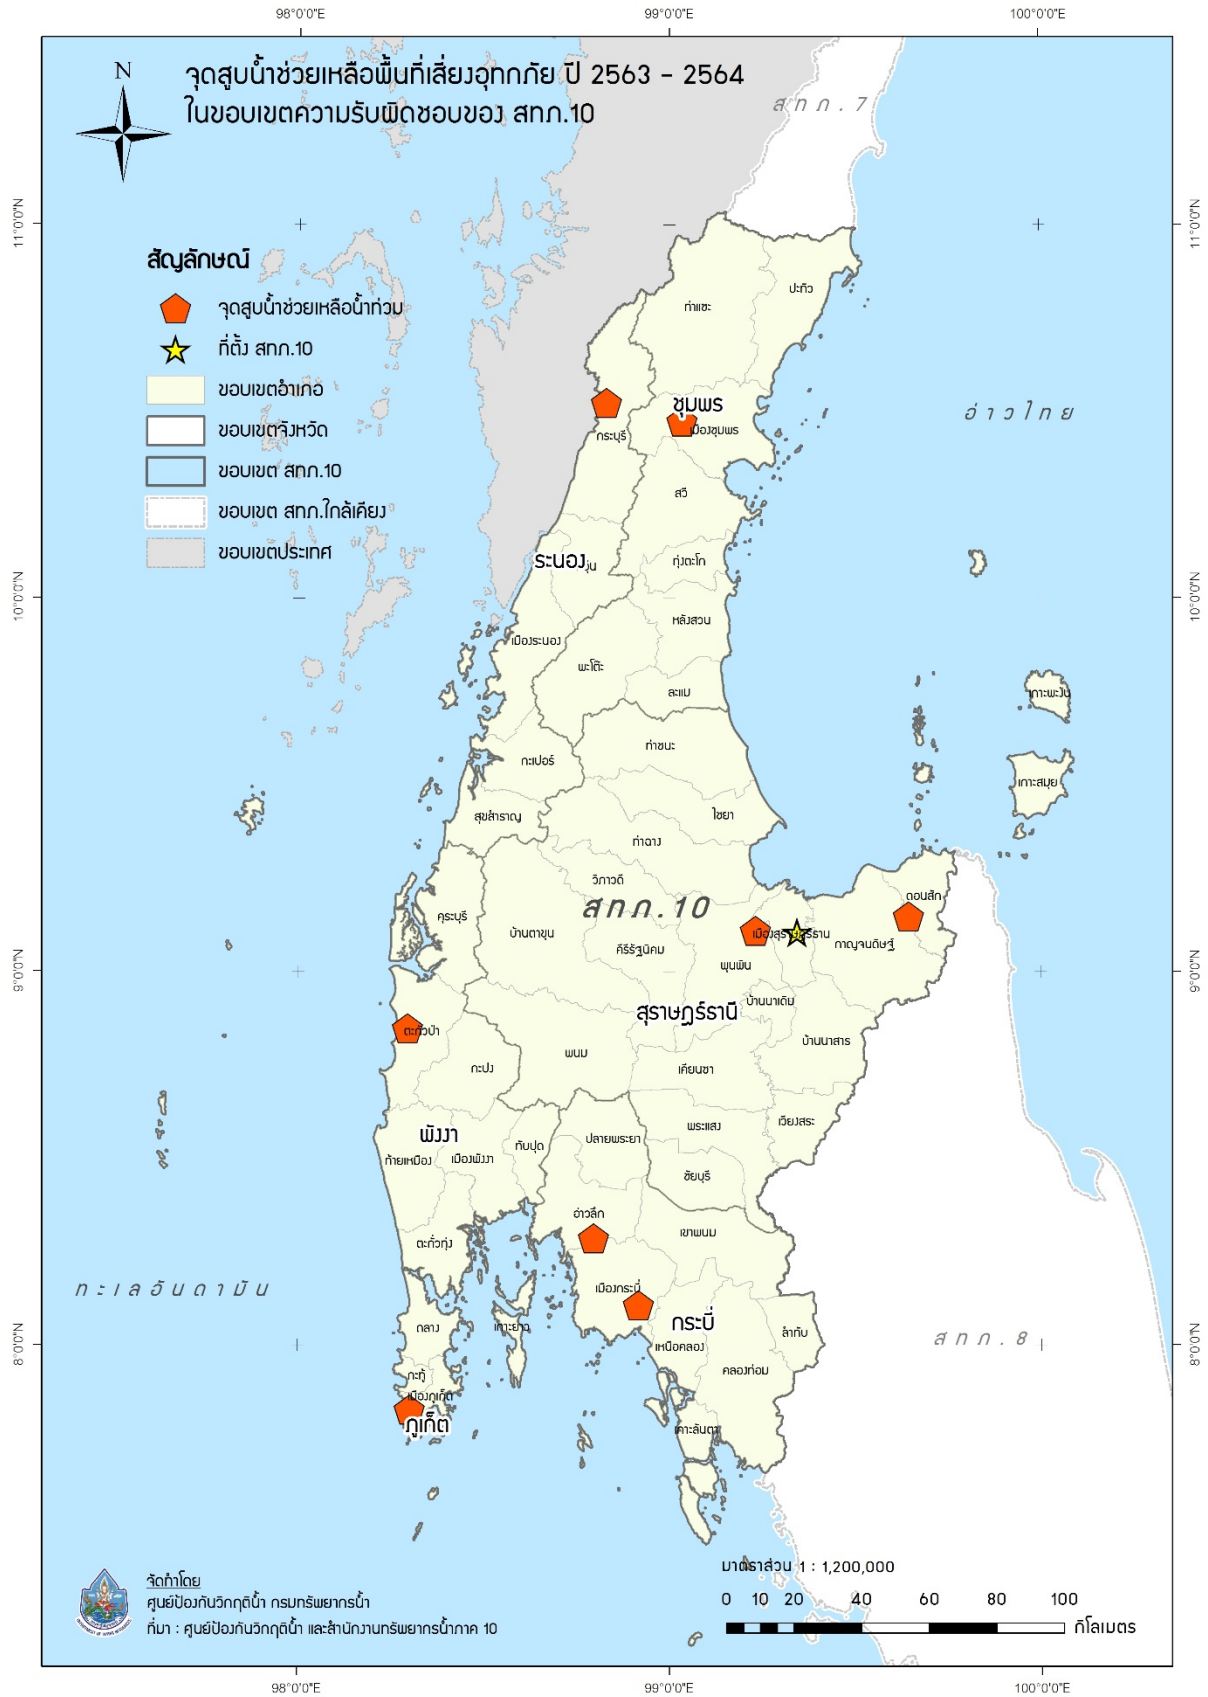 98°0'0"E 99°0'0"E 100°0'0"E
N
จุดสูบน้ำช่วยเหลือพื้นที่เสี่ยงอุทกภัย ปี 2563 - 2564
ในขอบเขตความรับผิดชอบของ สทภ.10
สทภ.7
11°0'0"N 11°0'0"N
สัญลักษณ์
จุดสูบน้ำช่วยเหลือน้ำท่วม
ที่ตั้ง สทภ.10
ขอบเขตอำเภอ
ขอบเขตจังหวัด
ขอบเขต สทภ.10
ขอบเขต สทภ.ใกล้เคียง
ขอบเขตประเทศ
ปะทิว
ท่าแซะ
ชุมพร
อ่าวไทย
เมืองชุมพร
กระบุรี
สวี
ระนอง
ทุ่งตะโก
10°0'0"N 10°0'0"N
หลังสวน
เมืองระนอง
พะโต๊ะ
ละแม
เกาะพะงัน
ท่าชนะ
กะเปอร์
เกาะสมุย
สุขสำราญ
ไชยา
ท่าฉาง
วิภาวดี
ดอนสัก
สทภ.10
คุระบุรี
บ้านตาขุน
เมืองสุราษฎร์ธาน
กาญจนดิษฐ์
คีรีรัฐนิคม
พุนพิน
9°0'0"N 9°0'0"N
บ้านนาเดิม
สุราษฎร์ธานี
ตะกั่วป่า
บ้านนาสาร
พนม
กะปง
เคียนซา
เวียงสระ
พระแสง
พังงา
ปลายพระยา
ทับปุด
ท้ายเหมือง
เมืองพังงา
ชัยบุรี
อ่าวลึก
เขาพนม
ตะกั่วทุ่ง
ทะเลอันดามัน
เมืองกระบี่
กระบี่
ถลาง
เกาะยาว
ลำทับ
สทภ.8
8°0'0"N 8°0'0"N
เหนือคลอง
คลองท่อม
กะทู้
เมืองภูเก็ต
ภูเก็ต
เกาะลันตา
มาตราส่วน 1 : 1,200,000
จัดทำโดย
ศูนย์ป้องกันวิกฤติน้ำ กรมทรัพยากรน้ำ
ที่มา : ศูนย์ป้องกันวิกฤติน้ำ และสำนักงานทรัพยากรน้ำภาค 10
0 10 20 40 60 80 100
กิโลเมตร
98°0'0"E 99°0'0"E 100°0'0"E